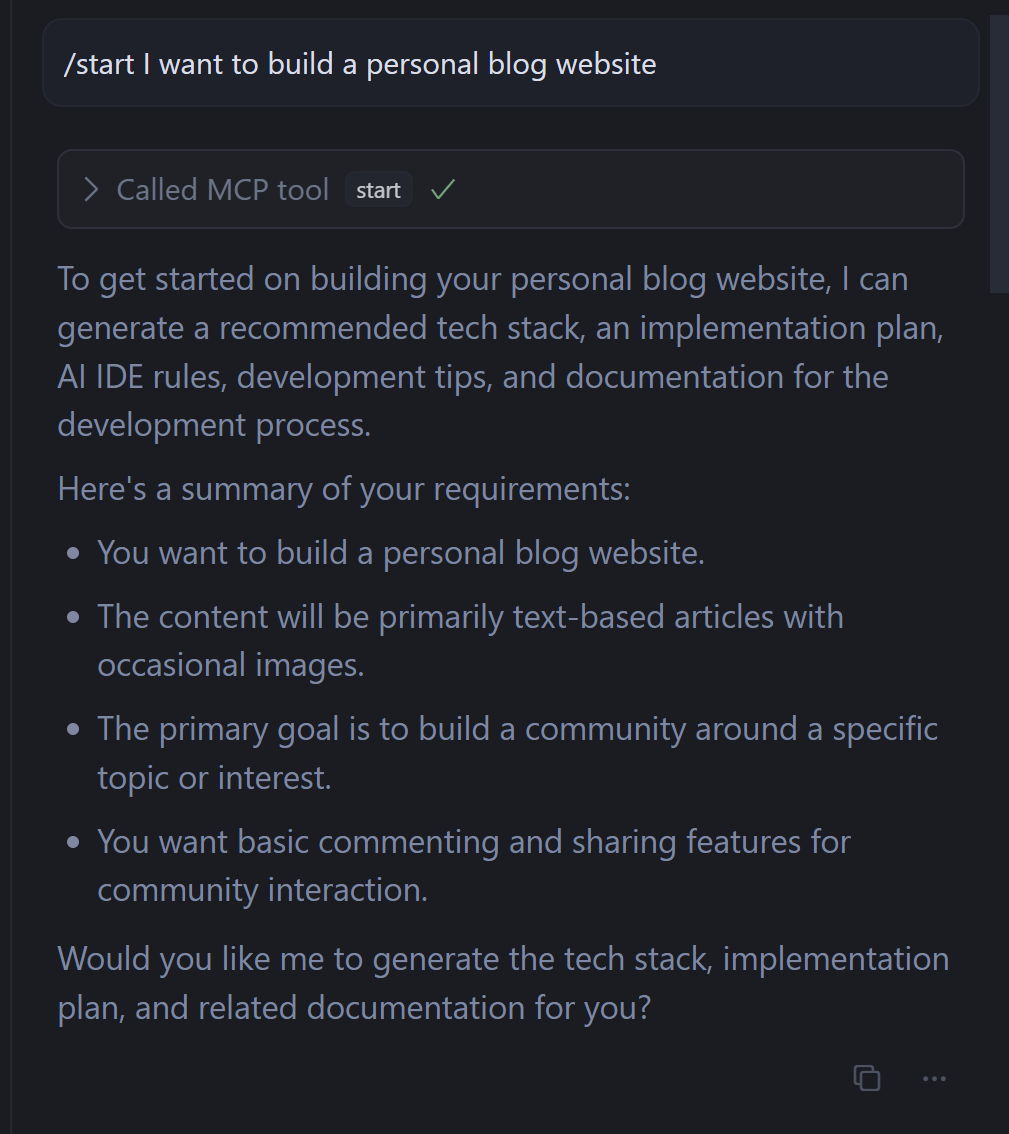 /start I want to build a personal blog website
Called MCP tool start
To get started on building your personal blog website, I can
generate a recommended tech stack, an implementation plan,
AI IDE rules, development tips, and documentation for the
development process.
Here's a summary of your requirements:
You want to build a personal blog website.
The content will be primarily text-based articles with
occasional images.
The primary goal is to build a community around a specific
topic or interest.
You want basic commenting and sharing features for
community interaction.
Would you like me to generate the tech stack, implementation
plan, and related documentation for you?